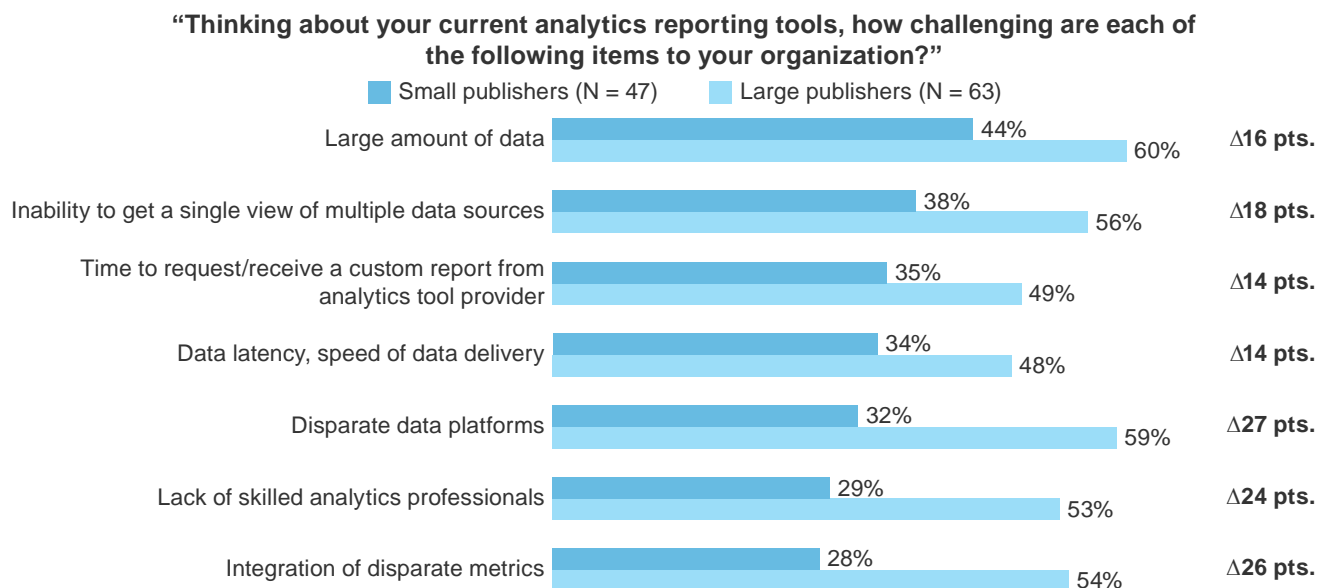 “Thinking about your current analytics reporting tools, how challenging are each of
the following items to your organization?”
Small publishers (N = 47) Large publishers (N = 63)
Large amount of data 44% 60% ∆16 pts.
Inability to get a single view of multiple data sources 38% 56% ∆18 pts.
Time to request/receive a custom report from
analytics tool provider 35% 49% ∆14 pts.
Data latency, speed of data delivery 34% 48% ∆14 pts.
Disparate data platforms 32% 59% ∆27 pts.
Lack of skilled analytics professionals 29% 53% ∆24 pts.
Integration of disparate metrics 28% 54% ∆26 pts.